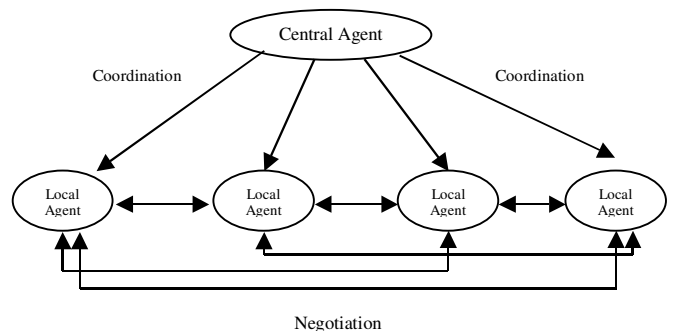 Central Agent
Coordination
Coordination
Local
Agent
Local
Agent
Local
Agent
Local
Agent
Negotiation